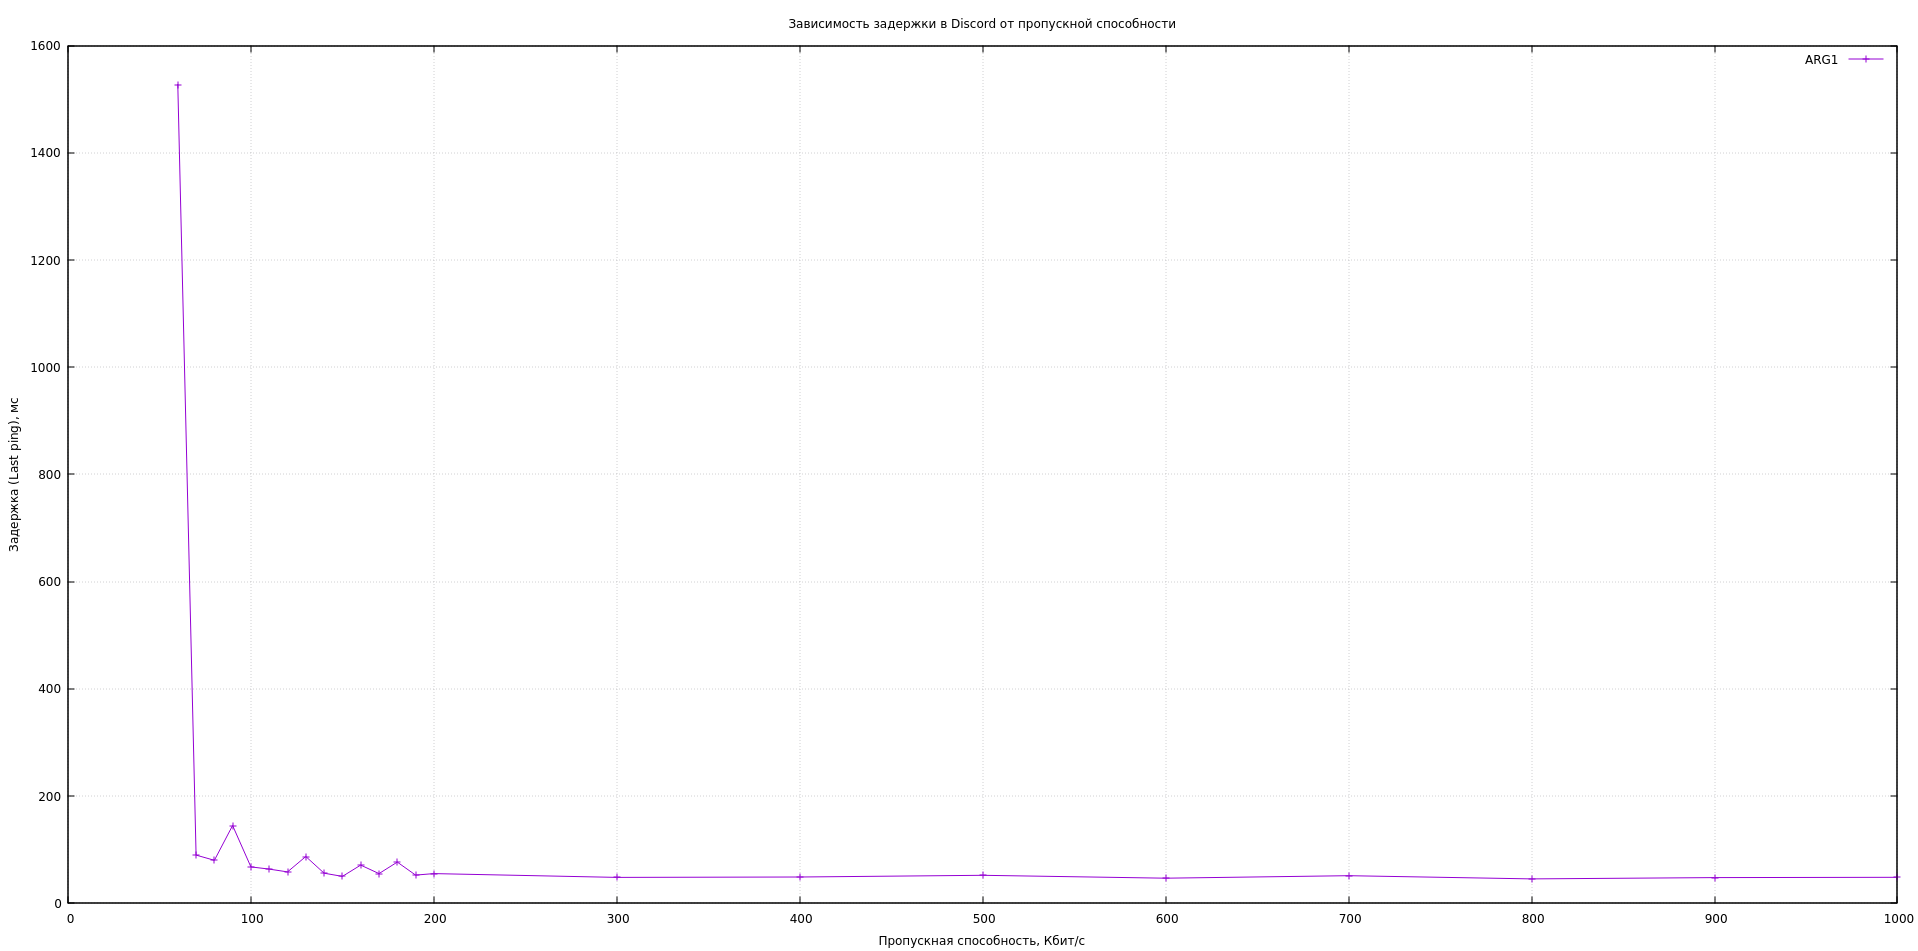 Зависимость задержки в Discord от пропускной способности
ARG1
1600
1400
1200
1000
800
600
400
200
0
Задержка (Last ping), мс
0 100 200 300 400 500 600 700 800 900 1000
Пропускная способность, Кбит/с